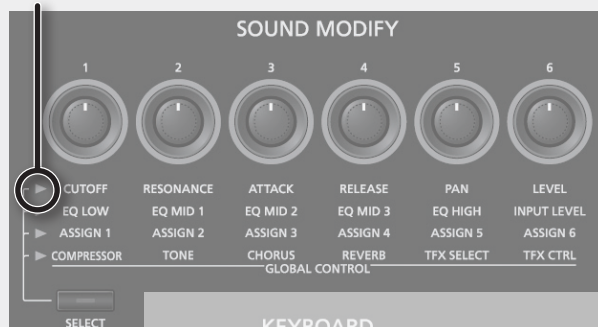 SOUND MODIFY
1 2 3 4 5 6
CUTOFF RESONANCE ATTACK RELEASE PAN LEVEL
EQ LOW EQ MID 1 EQ MID 2 EQ MID 3 EQ HIGH INPUT LEVEL
ASSIGN 1 ASSIGN 2 ASSIGN 3 ASSIGN 4 ASSIGN 5 ASSIGN 6
COMPRESSOR TONE CHORUS REVERB TFX SELECT TFX CTRL
GLOBAL CONTROL
SELECT
KEYBOARD